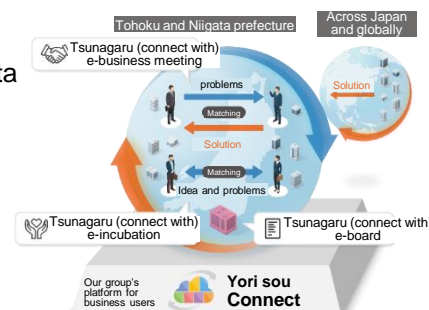 Tohoku and Niigata prefecture
Across Japan
and globally
Tsunagaru (connect with)
e-business meeting
ta
problems
Matching
Solution
Solution
Matching
Idea and problems
Tsunagaru (connect with)
e-incubation
Tsunagaru (connect with
e-board
Our group's
platform for
business users
Yori sou
Connect